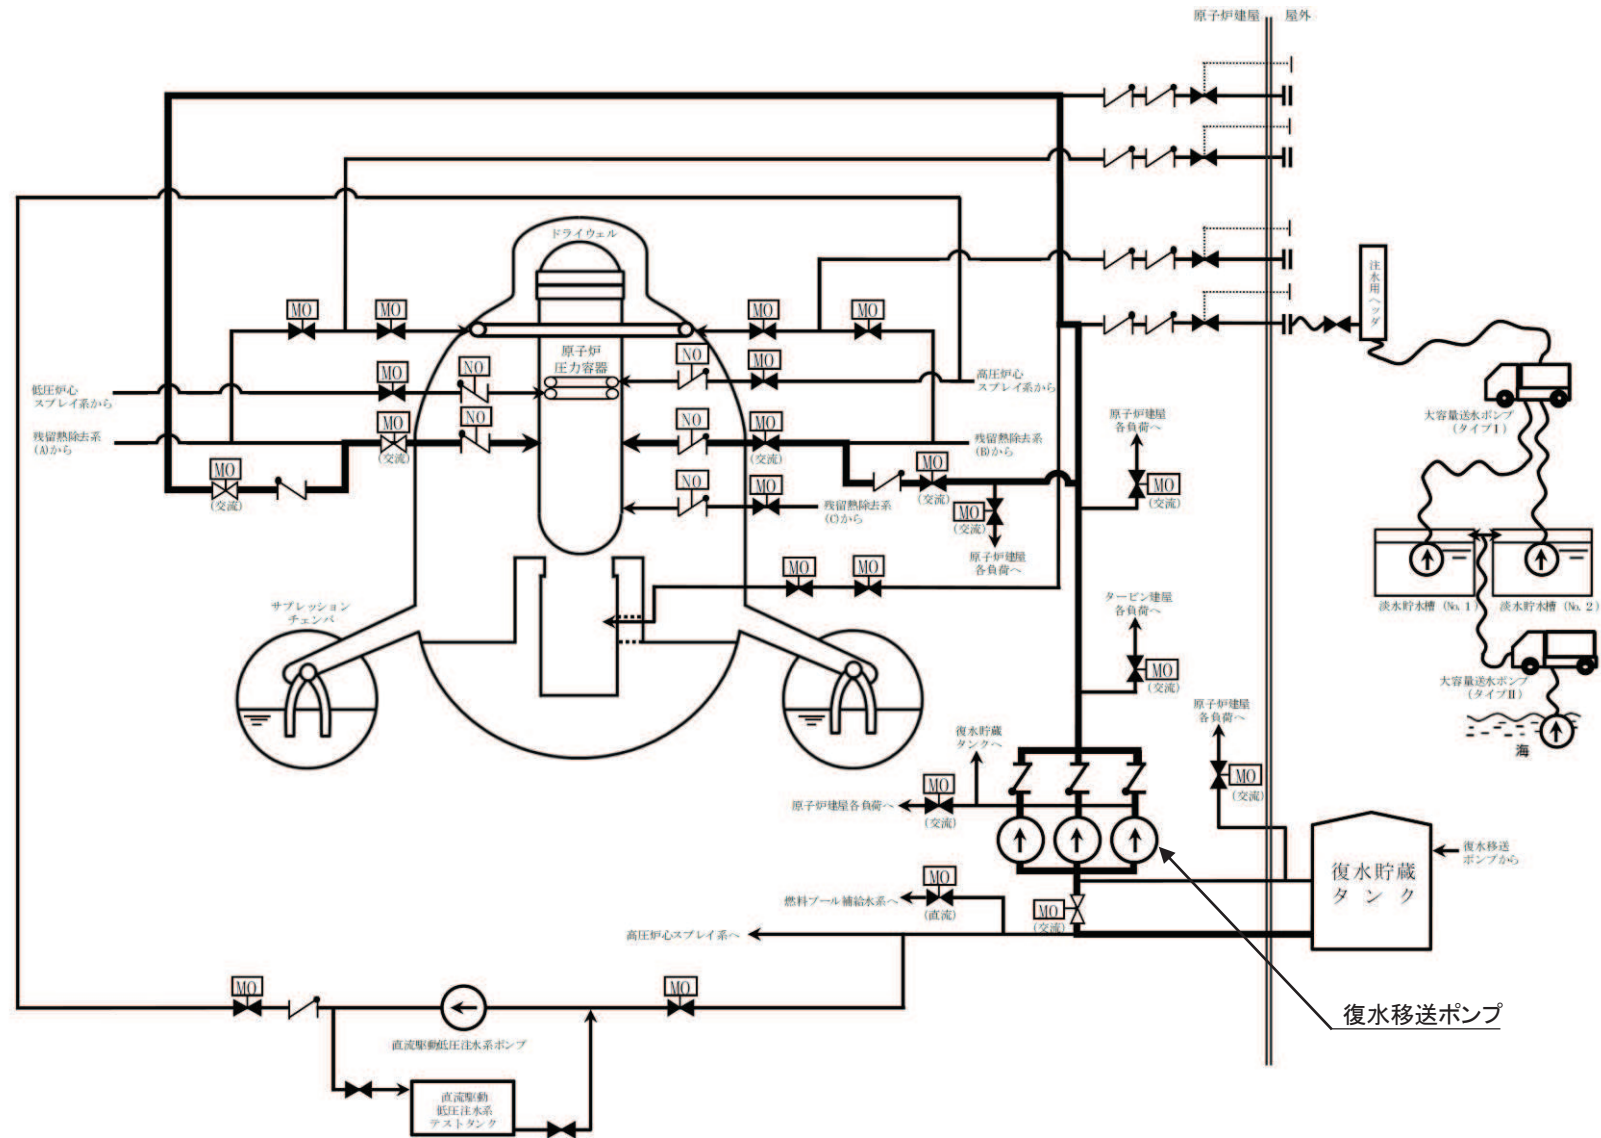 原子炉建屋
屋外
ドライウェル
MO
MO
MO
MO
注水用ヘッダ
原子炉
圧力容器
NO
MO
NO
MO
低圧炉心
スプレイ系から
高圧炉心
スプレイ系から
大容量送水ポンプ
(タイプⅠ)
NO
MO
(交流)
NO
MO
(交流)
残留熱除去系
(A)から
残留熱除去系
(B)から
原子炉建屋
各負荷へ
MO
(交流)
MO
(交流)
MO
(交流)
NO
MO
残留熱除去系
(C)から
MO
(交流)
原子炉建屋
各負荷へ
MO
MO
タービン建屋
各負荷へ
淡水貯水槽 (No. 1)
淡水貯水槽 (No. 2)
サプレッション
チェンバ
MO
(交流)
大容量送水ポンプ
(タイプⅡ)
原子炉建屋
各負荷へ
海
復水貯蔵
タンクへ
MO
(交流)
MO
(交流)
原子炉建屋各負荷へ
復水移送
ポンプから
復水貯蔵
タンク
MO
(直流)
燃料プール補給水系へ
MO
(交流)
高圧炉心スプレイ系へ
MO
MO
復水移送ポンプ
直流駆動低圧注水系ポンプ
直流駆動
低圧注水系
テストタンク